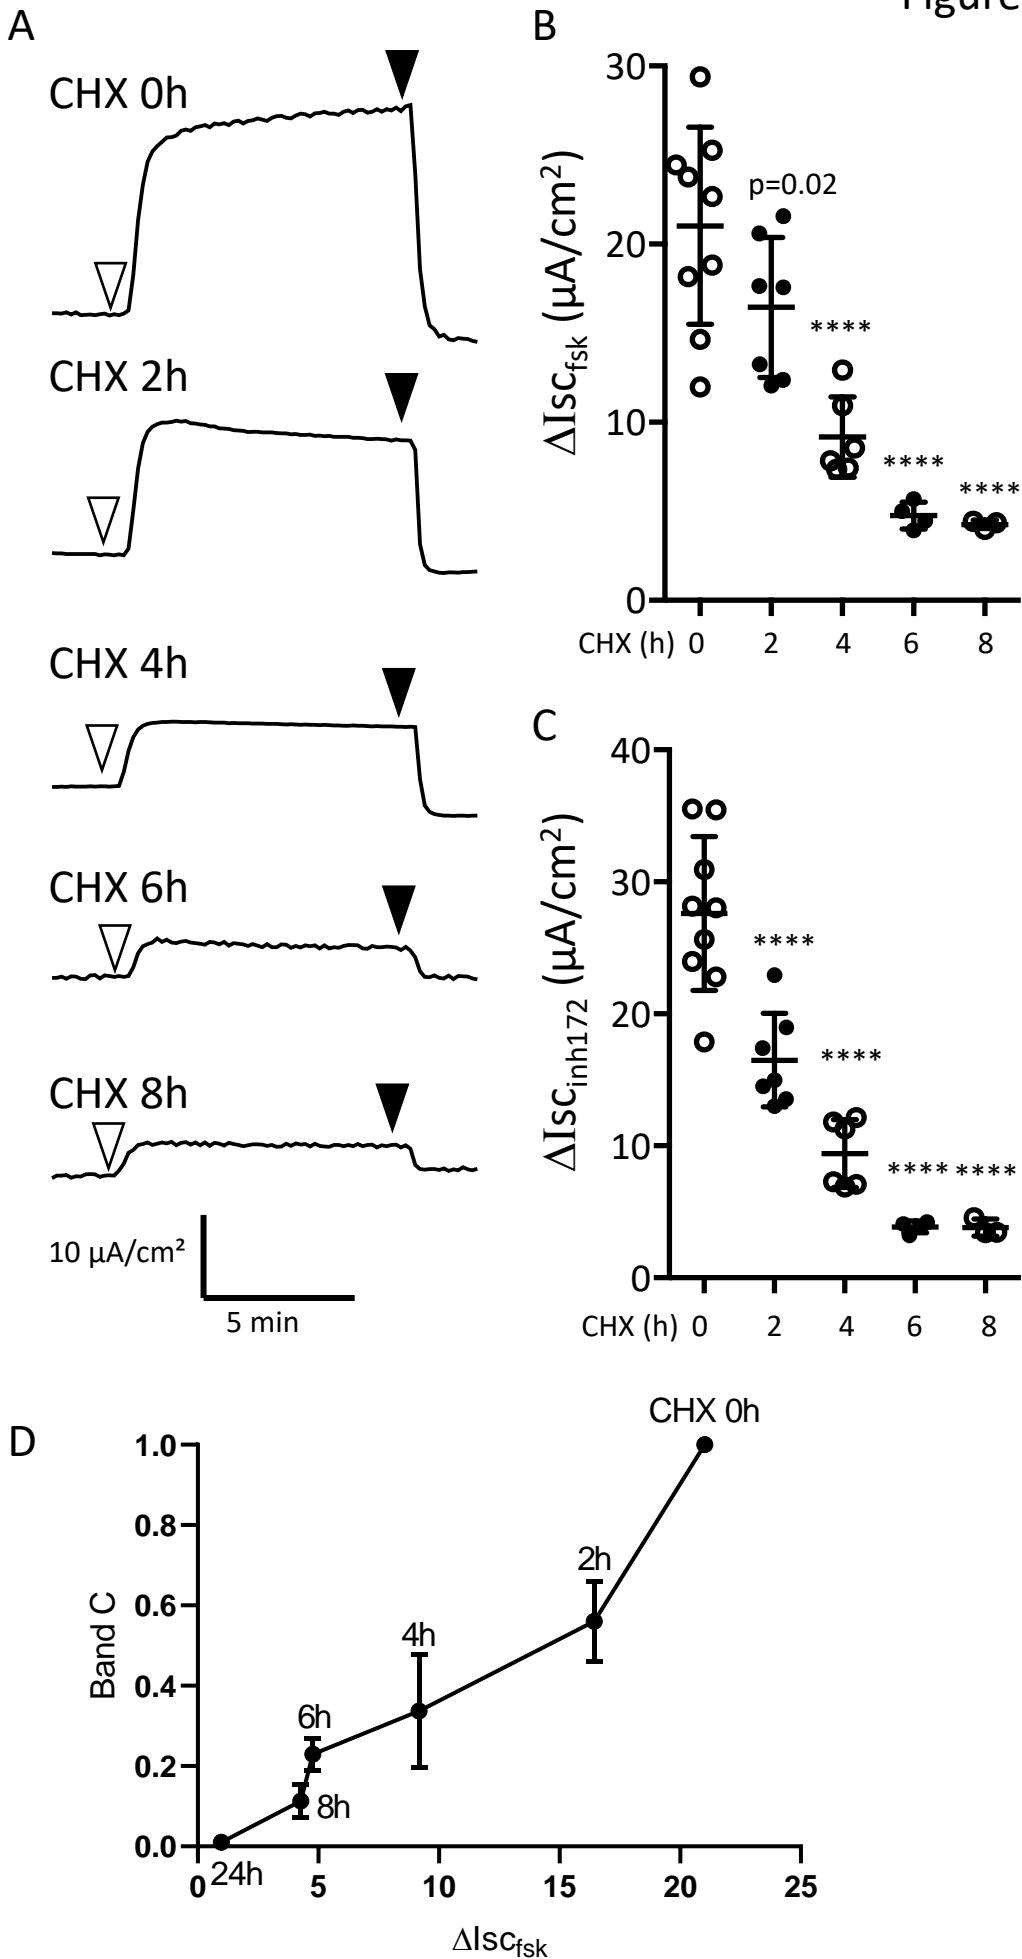 Figure
A
CHX 0h
CHX 2h
CHX 4h
CHX 6h
CHX 8h
10 µA/cm²
5 min
B
ΔIsc_fsk (µA/cm²)
30
20
10
0
p=0.02
****
****
****
CHX (h) 0 2 4 6 8
C
ΔIsc_inh172 (µA/cm²)
40
30
20
10
0
****
****
**** ****
CHX (h) 0 2 4 6 8
D
Band C
1.0
0.8
0.6
0.4
0.2
0.0
CHX 0h
2h
4h
6h
8h
24h
0 5 10 15 20 25
ΔIsc_fsk